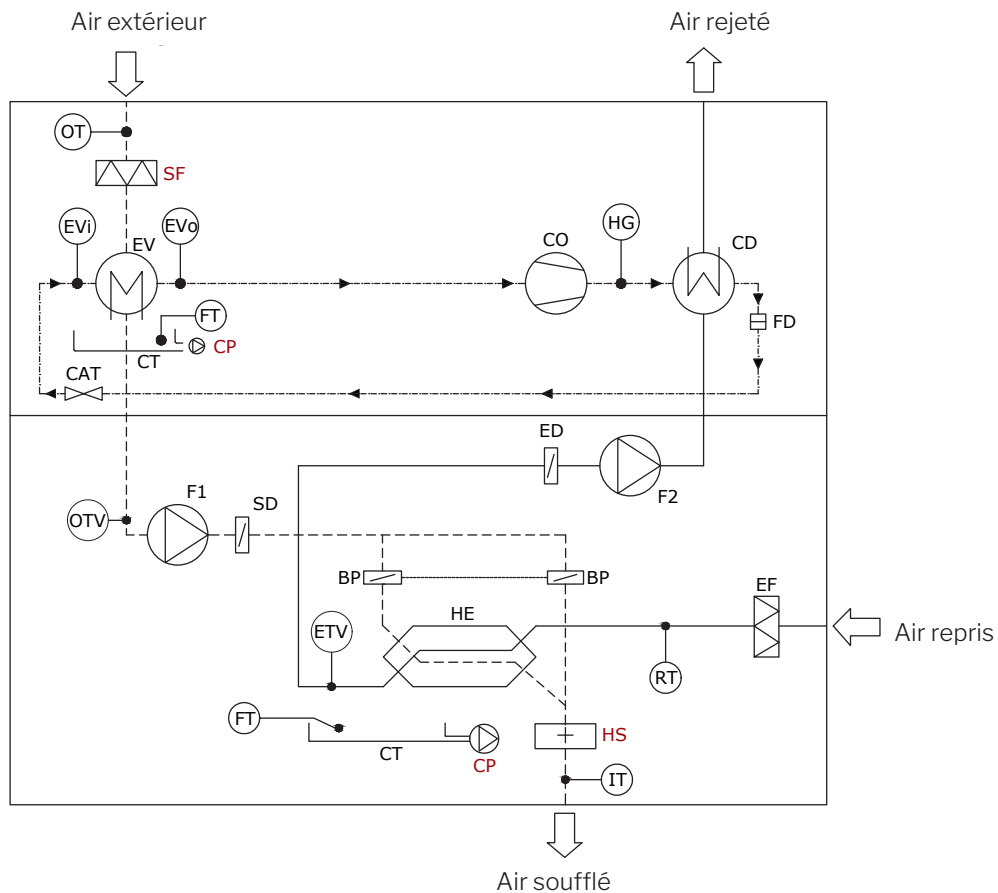 Air extérieur
Air rejeté
OT
SF
EVi
EVo
HG
EV
CO
CD
FT
FD
CT
CP
CAT
ED
F2
F1
SD
OTV
BP
BP
EF
HE
ETV
Air repris
RT
FT
HS
CT
CP
IT
Air soufflé